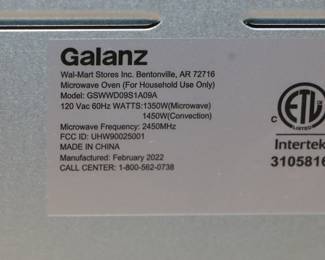 Galanz
Wal-Mart Stores Inc. Bentonville, AR 72716
Microwave Oven (For Household Use Only)
Model: GSWWD09S1A09A
120 Vac 60Hz WATTS:1350W(Microwave)
1450W(Convection)
Microwave Frequency: 2450MHz
FCC ID: UHW90025001
MADE IN CHINA
Manufactured: February 2022
CALL CENTER: 1-800-562-0738
C ETL
LISTED
Intertek
3105816